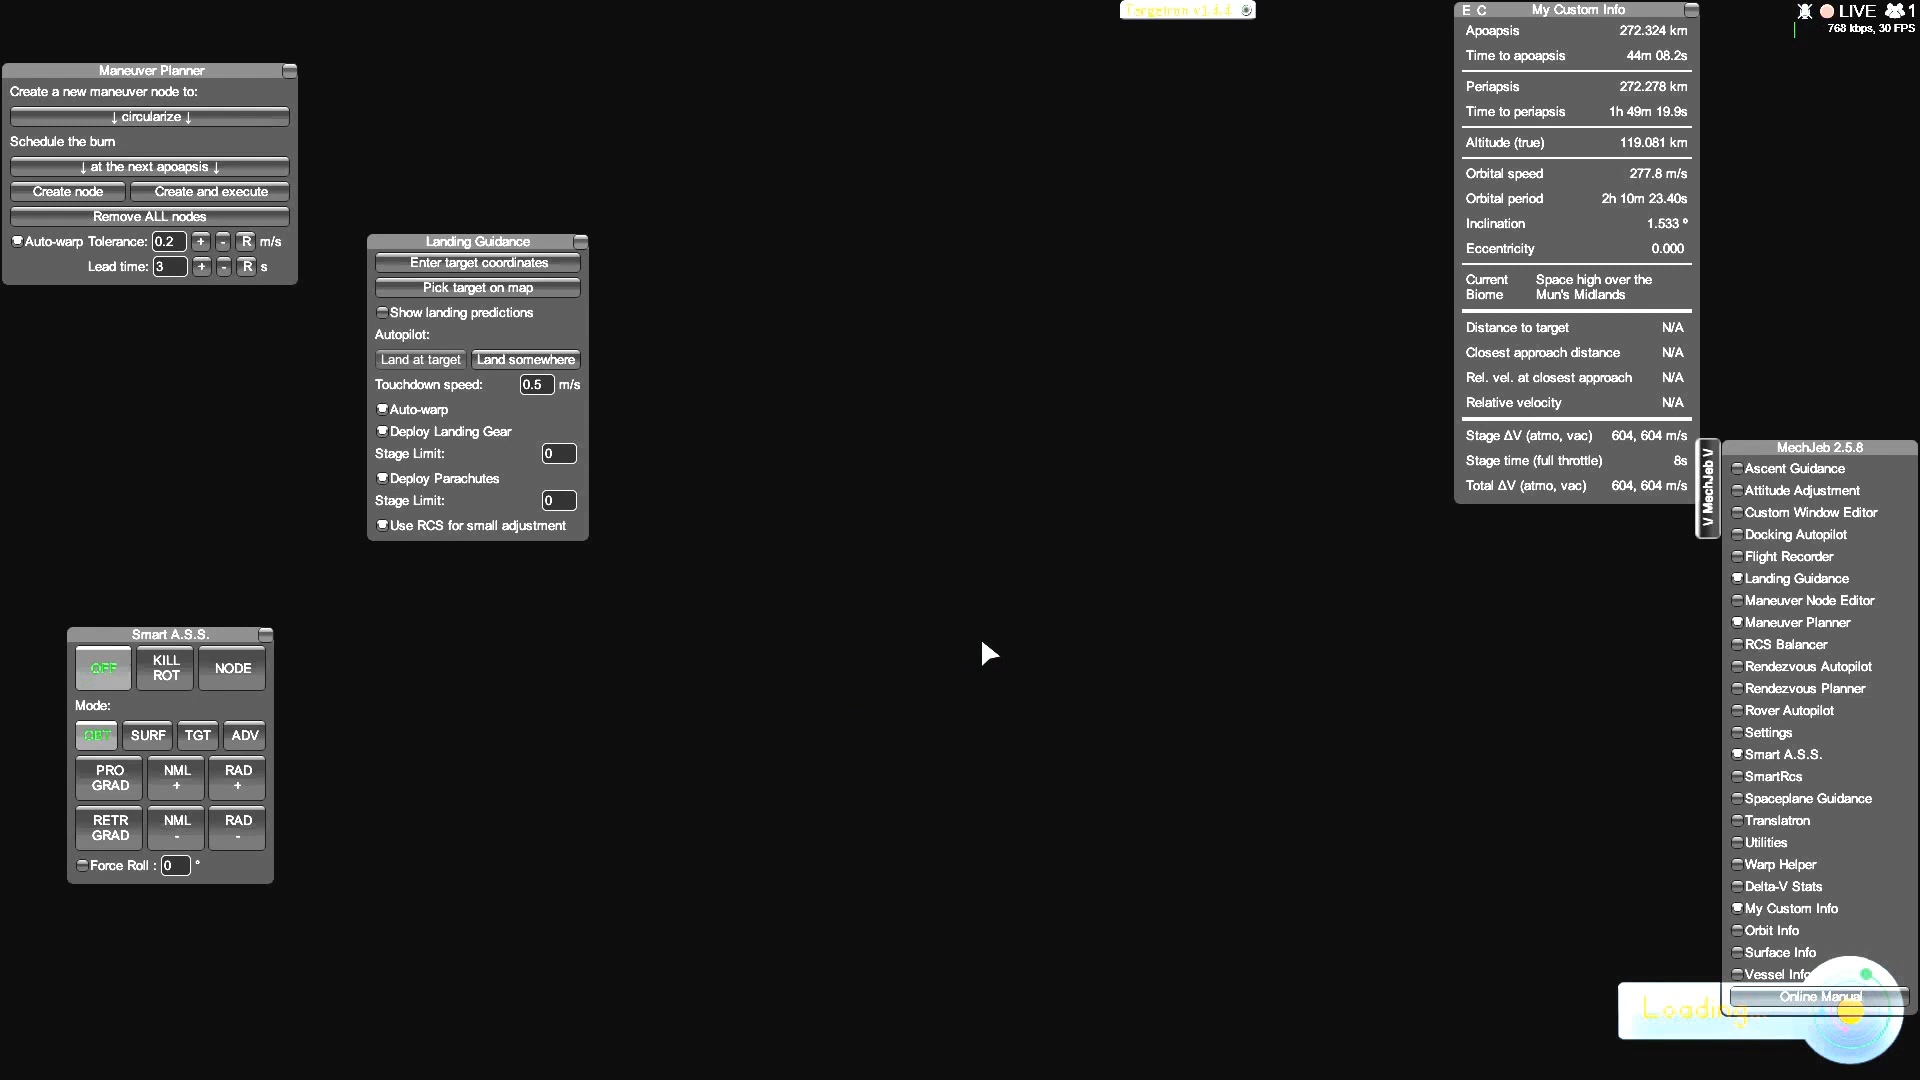 Targetron v1.4.4
LIVE 1
768 kbps, 30 FPS
Maneuver Planner
Create a new maneuver node to:
↓ circularize ↓
Schedule the burn
↓ at the next apoapsis ↓
Create node Create and execute
Remove ALL nodes
Auto-warp Tolerance: 0.2 + - R m/s
Lead time: 3 + - R s
Landing Guidance
Enter target coordinates
Pick target on map
Show landing predictions
Autopilot:
Land at target Land somewhere
Touchdown speed: 0.5 m/s
Auto-warp
Deploy Landing Gear
Stage Limit: 0
Deploy Parachutes
Stage Limit: 0
Use RCS for small adjustment
Smart A.S.S.
OFF KILL ROT NODE
Mode:
OBT SURF TGT ADV
PRO GRAD NML + RAD +
RETR GRAD NML - RAD -
Force Roll : 0 °
E C My Custom Info
Apoapsis 272.324 km
Time to apoapsis 44m 08.2s
Periapsis 272.278 km
Time to periapsis 1h 49m 19.9s
Altitude (true) 119.081 km
Orbital speed 277.8 m/s
Orbital period 2h 10m 23.40s
Inclination 1.533 º
Eccentricity 0.000
Current Biome Space high over the Mun's Midlands
Distance to target N/A
Closest approach distance N/A
Rel. vel. at closest approach N/A
Relative velocity N/A
Stage ΔV (atmo, vac) 604, 604 m/s
Stage time (full throttle) 8s
Total ΔV (atmo, vac) 604, 604 m/s
V MechJeb V
MechJeb 2.5.8
Ascent Guidance
Attitude Adjustment
Custom Window Editor
Docking Autopilot
Flight Recorder
Landing Guidance
Maneuver Node Editor
Maneuver Planner
RCS Balancer
Rendezvous Autopilot
Rendezvous Planner
Rover Autopilot
Settings
Smart A.S.S.
SmartRcs
Spaceplane Guidance
Translatron
Utilities
Warp Helper
Delta-V Stats
My Custom Info
Orbit Info
Surface Info
Vessel Info
Online Manual
Loading...